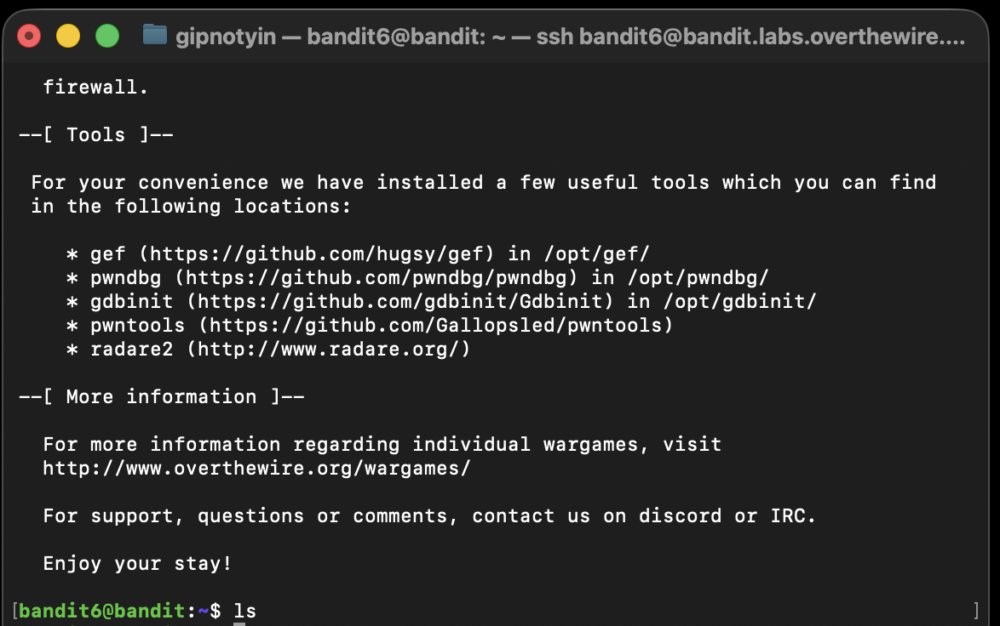 gipnotyin — bandit6@bandit: ~ — ssh bandit6@bandit.labs.overthewire....
firewall.
--[ Tools ]--
For your convenience we have installed a few useful tools which you can find
in the following locations:
* gef (https://github.com/hugsy/gef) in /opt/gef/
* pwndbg (https://github.com/pwndbg/pwndbg) in /opt/pwndbg/
* gdbinit (https://github.com/gdbinit/Gdbinit) in /opt/gdbinit/
* pwntools (https://github.com/Gallopsled/pwntools)
* radare2 (http://www.radare.org/)
--[ More information ]--
For more information regarding individual wargames, visit
http://www.overthewire.org/wargames/
For support, questions or comments, contact us on discord or IRC.
Enjoy your stay!
[bandit6@bandit:~$ ls ]